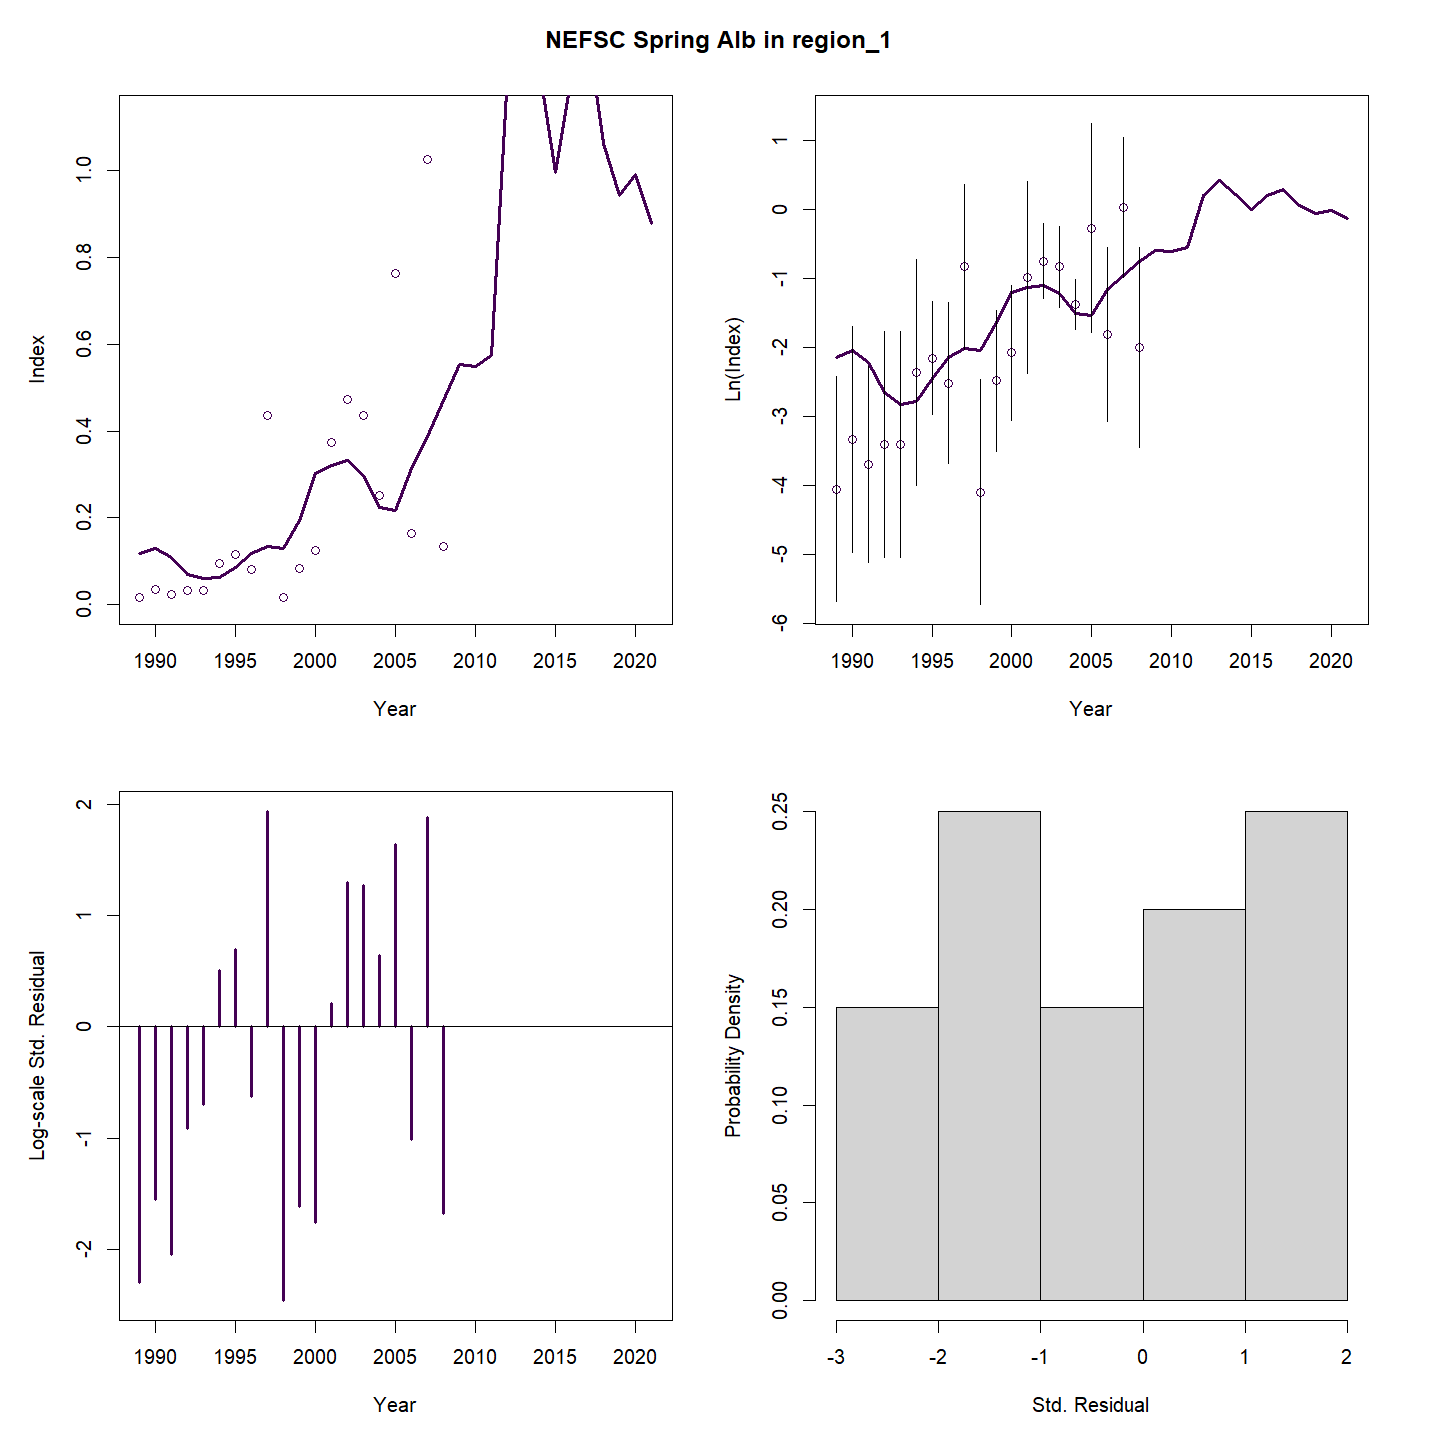 NEFSC Spring Alb in region_1
Index
0.0 0.2 0.4 0.6 0.8 1.0
1990 1995 2000 2005 2010 2015 2020
Year
Ln(Index)
-6 -5 -4 -3 -2 -1 0 1
1990 1995 2000 2005 2010 2015 2020
Year
Log-scale Std. Residual
-2 -1 0 1 2
1990 1995 2000 2005 2010 2015 2020
Year
Probability Density
0.00 0.05 0.10 0.15 0.20 0.25
-3 -2 -1 0 1 2
Std. Residual